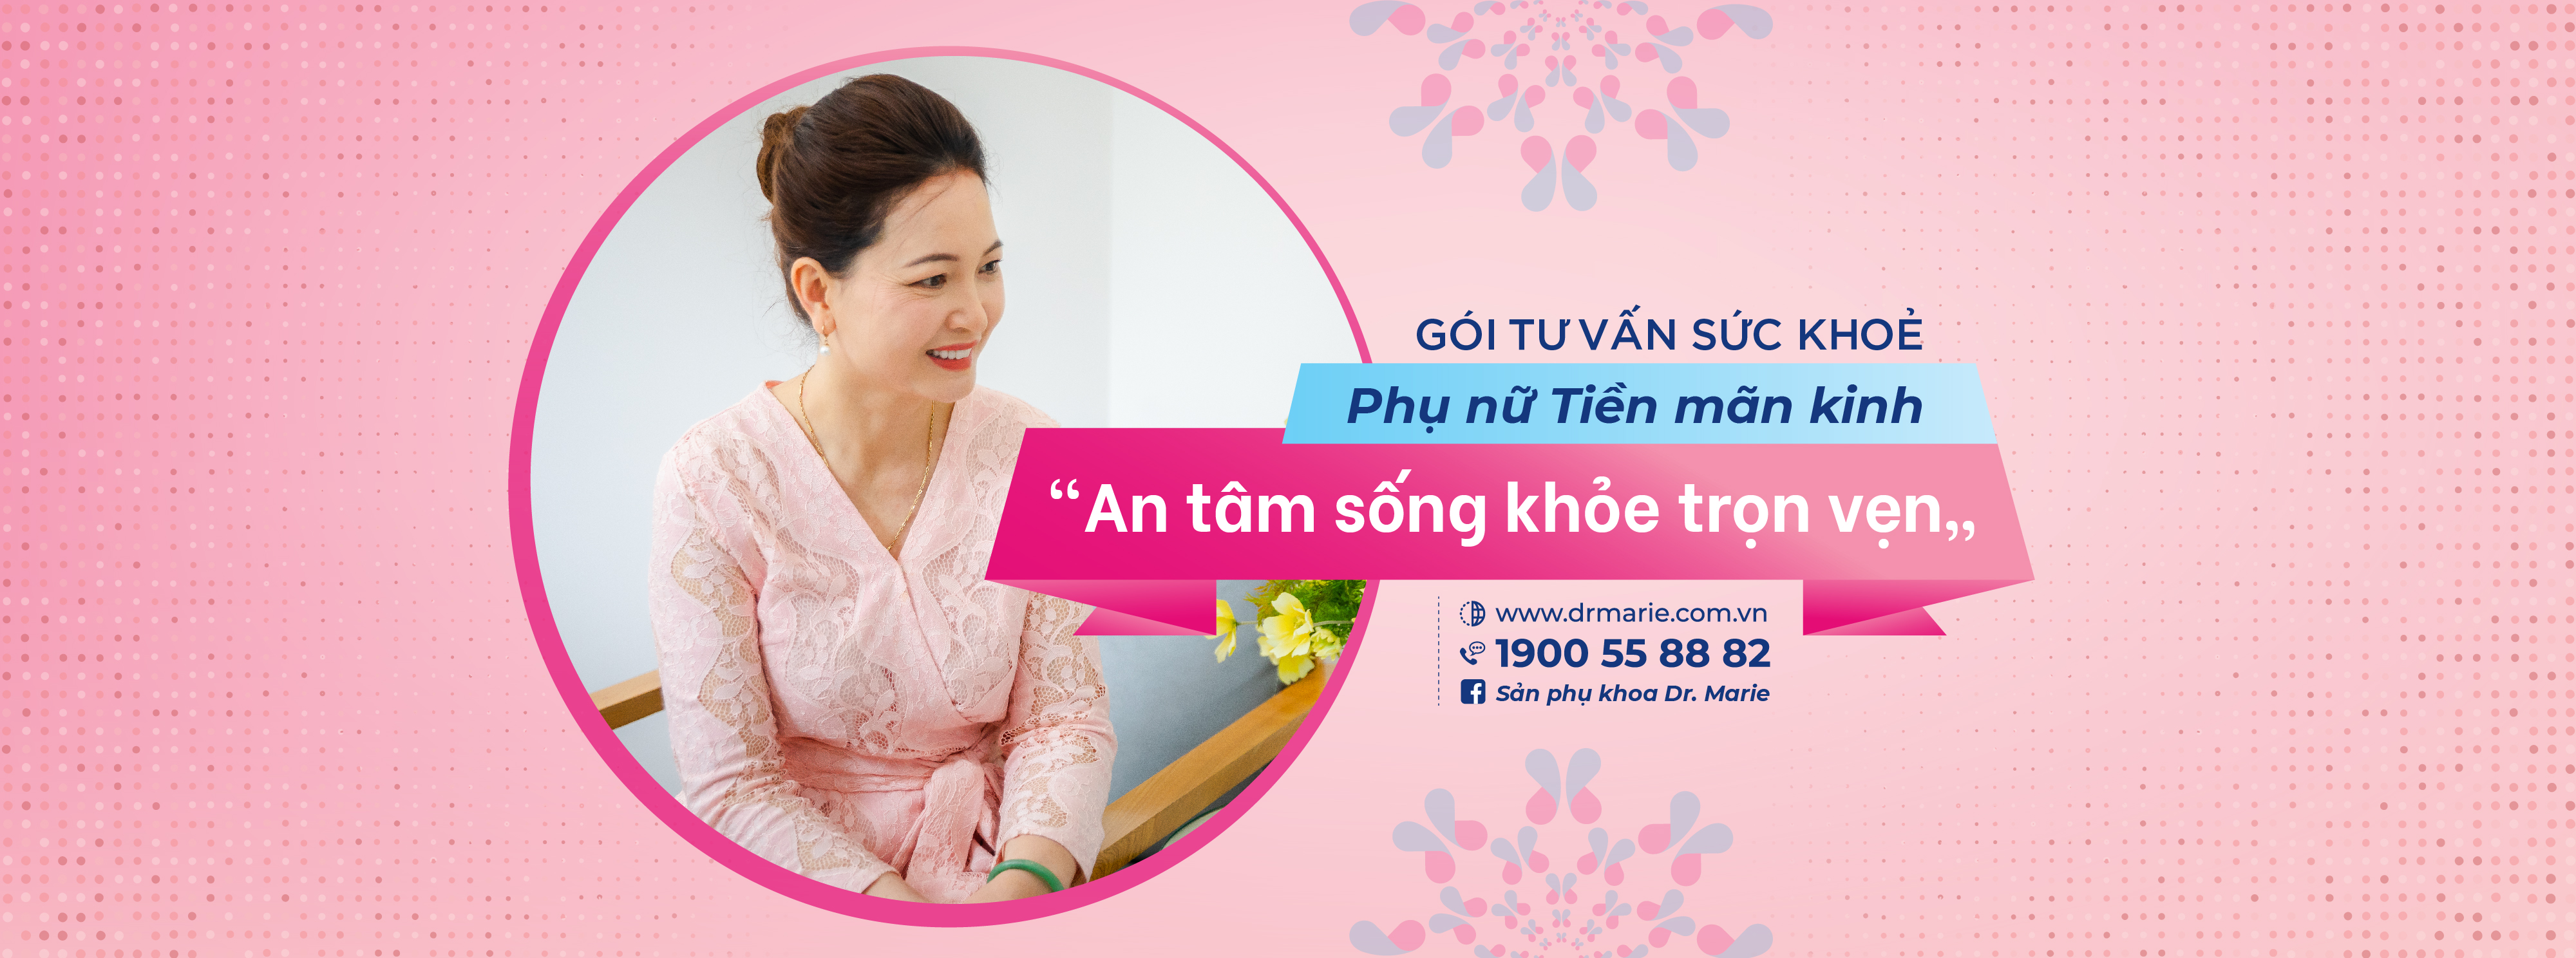 GÓI TƯ VẤN SỨC KHOẺ
Phụ nữ Tiền mãn kinh
“An tâm sống khỏe trọn vẹn„
www.drmarie.com.vn
1900 55 88 82
Sản phụ khoa Dr. Marie